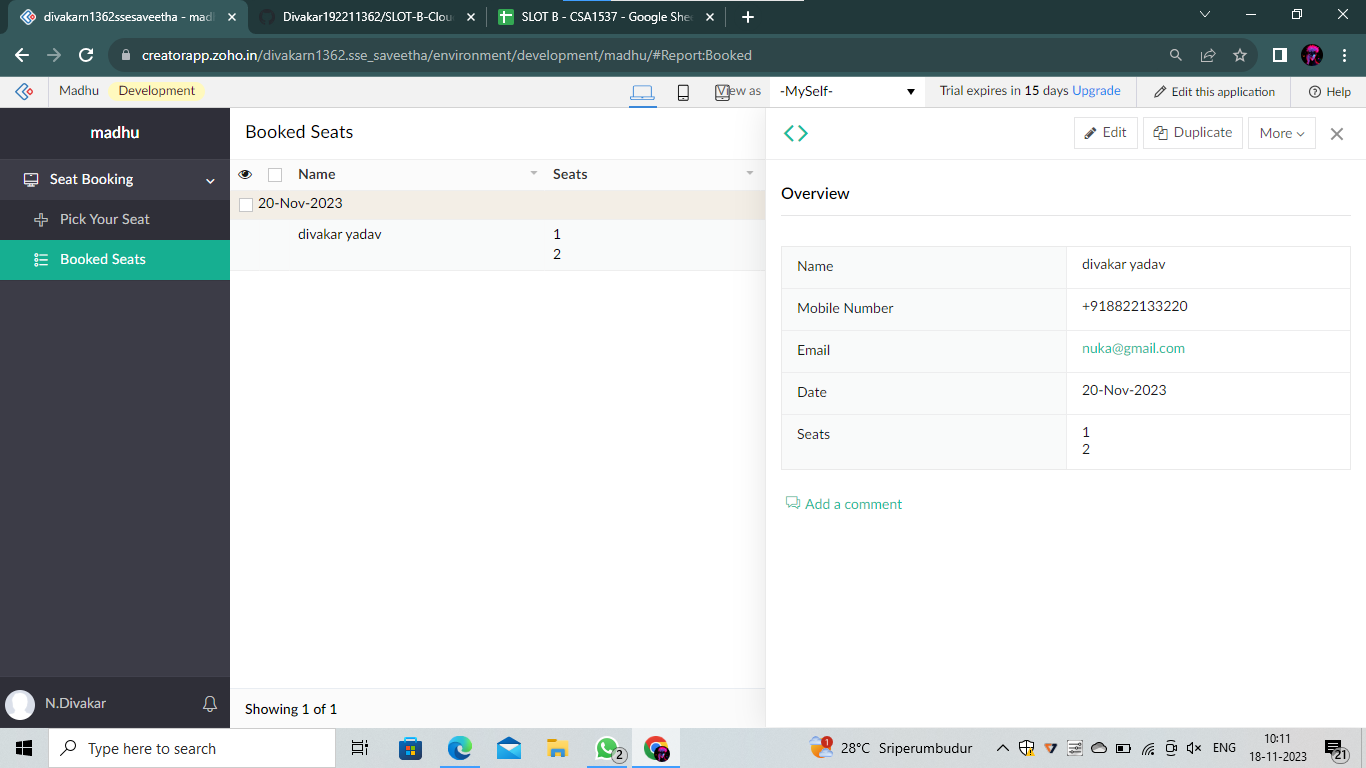 divakarn1362ssesaveetha - mad
Divakar192211362/SLOT-B-Clou
SLOT B - CSA1537 - Google She
creatorapp.zoho.in/divakarn1362.sse_saveetha/environment/development/madhu/#Report:Booked
Madhu
Development
View as
-MySelf-
Trial expires in 15 days Upgrade
Edit this application
Help
madhu
Seat Booking
Pick Your Seat
Booked Seats
N.Divakar
Booked Seats
Name
Seats
20-Nov-2023
divakar yadav
1
2
Showing 1 of 1
Edit
Duplicate
More
Overview
Name
divakar yadav
Mobile Number
+918822133220
Email
nuka@gmail.com
Date
20-Nov-2023
Seats
1
2
Add a comment
Type here to search
2
1
28°C Sriperumbudur
ENG
10:11
18-11-2023
21